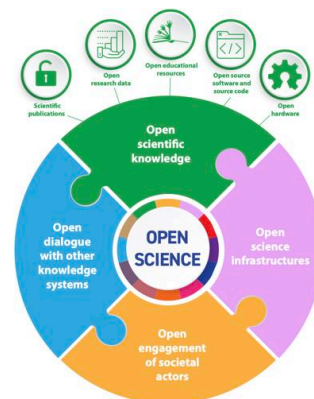 Scientific
publications
Open
research data
Open educational
resources
Open source
software and
source code
Open
hardware
Open
scientific
knowledge
Open
dialogue
with other
knowledge
systems
OPEN
SCIENCE
Open
science
infrastructures
Open
engagement
of societal
actors